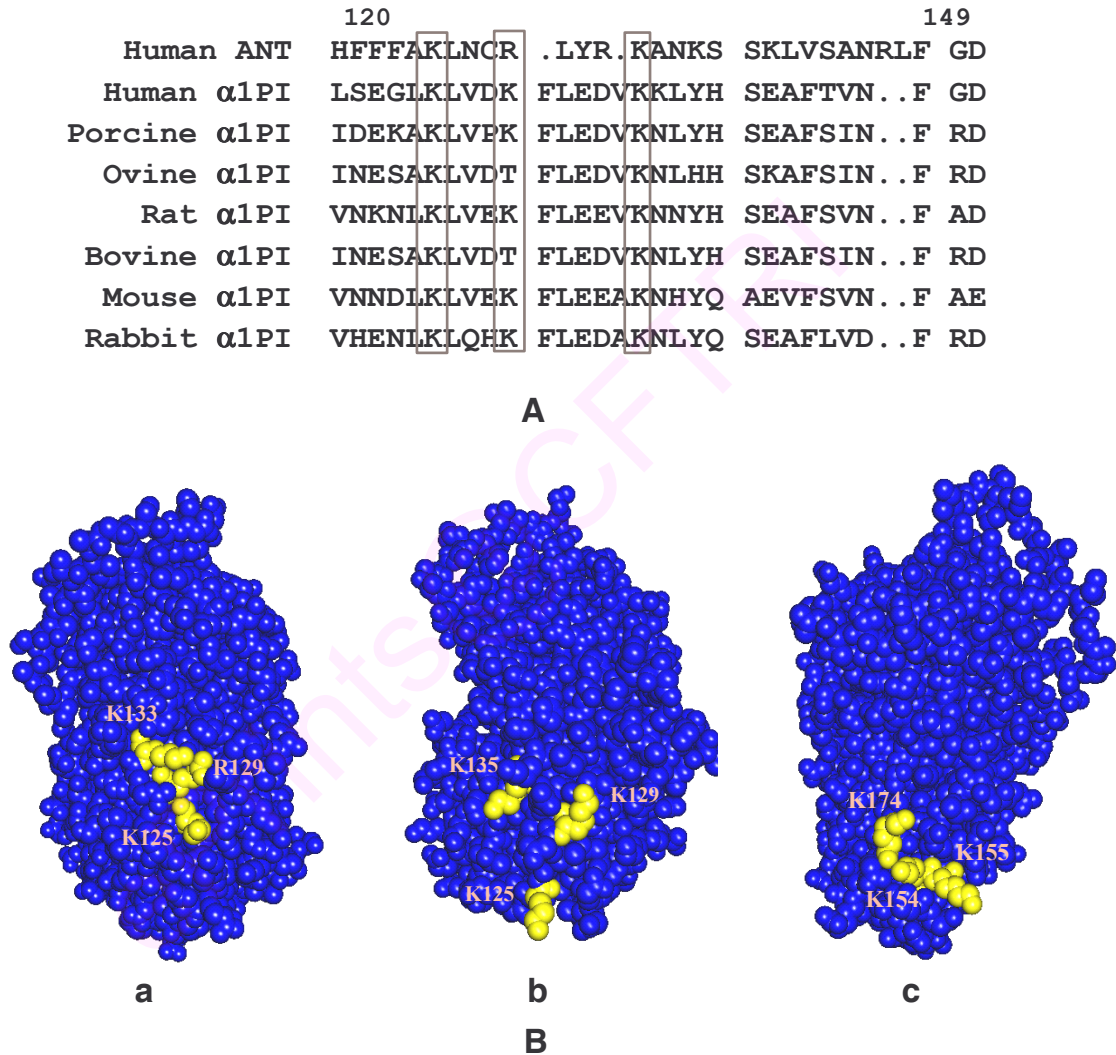 120 149
Human ANT HFFFAKLNCR .LYR.KANKS SKLVSANRLF GD
Human α1PI LSEGLKLVDK FLEDVKKLYH SEAFTVN..F GD
Porcine α1PI IDEKAKLVPK FLEDVKNLYH SEAFSIN..F RD
Ovine α1PI INESAKLVDT FLEDVKNLHH SKAFSIN..F RD
Rat α1PI VNKNLKLVEK FLEEVKNNYH SEAFSVN..F AD
Bovine α1PI INESAKLVDT FLEDVKNLYH SEAFSIN..F RD
Mouse α1PI VNNDLKLVEK FLEEAKNHYQ AEVFSVN..F AE
Rabbit α1PI VHENLKLQHK FLEDAKNLYQ SEAFLVD..F RD
A
K133
R129
K125
K135
K129
K125
K174
K155
K154
a b c
B